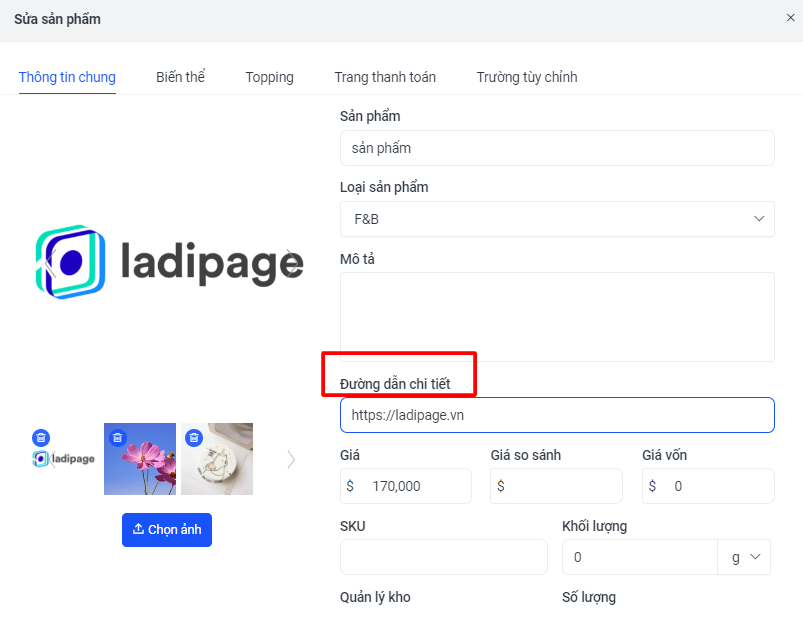 Sửa sản phẩm
×
Thông tin chung
Biến thể
Topping
Trang thanh toán
Trường tùy chỉnh
ladipage
ladipage
Chọn ảnh
Sản phẩm
sản phẩm
Loại sản phẩm
F&B
Mô tả
Đường dẫn chi tiết
https://ladipage.vn
Giá
Giá so sánh
Giá vốn
$ 170,000
$
$ 0
SKU
Khối lượng
0
g
Quản lý kho
Số lượng